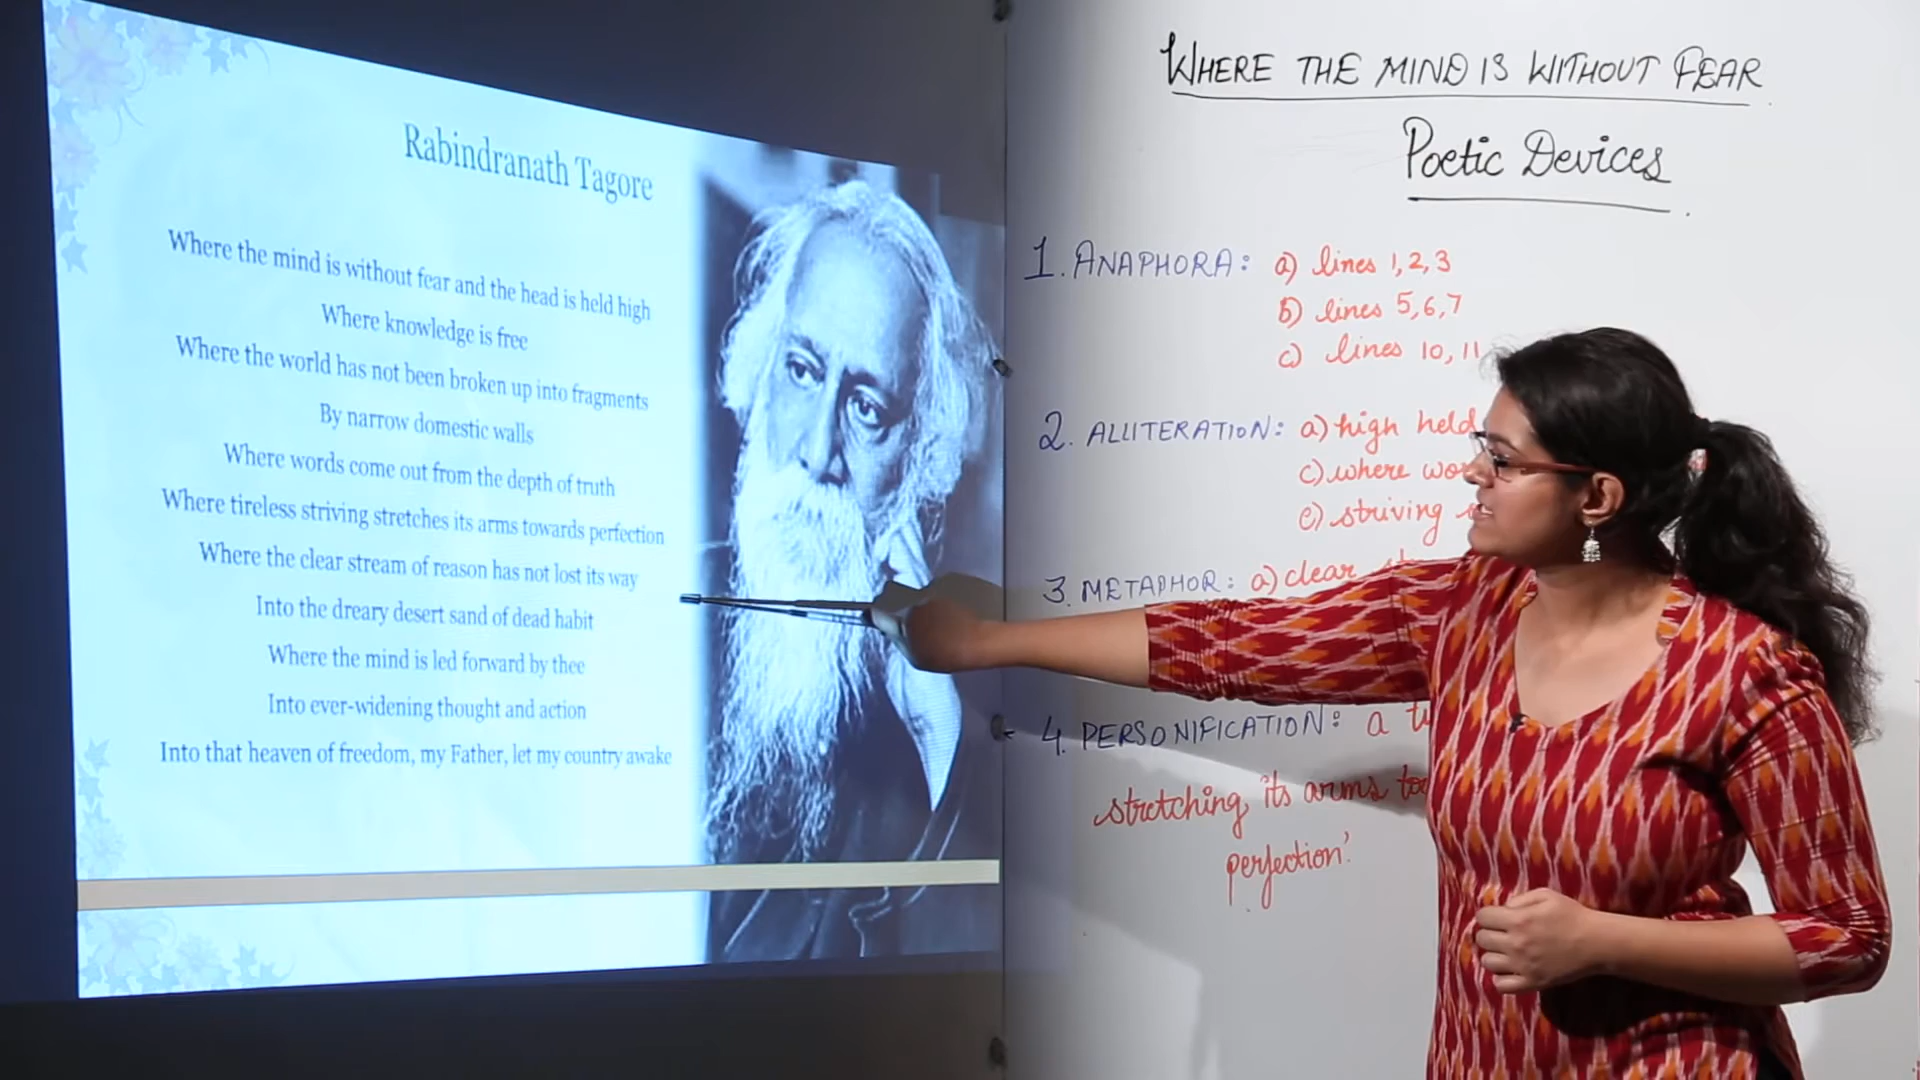 Rabindranath Tagore
Where the mind is without fear and the head is held high
Where knowledge is free
Where the world has not been broken up into fragments
By narrow domestic walls
Where words come out from the depth of truth
Where tireless striving stretches its arms towards perfection
Where the clear stream of reason has not lost its way
Into the dreary desert sand of dead habit
Where the mind is led forward by thee
Into ever-widening thought and action
Into that heaven of freedom, my Father, let my country awake
WHERE THE MIND IS WITHOUT FEAR
Poetic Devices
1. ANAPHORA: a) lines 1, 2, 3
b) lines 5, 6, 7
c) lines 10, 11
2. ALLITERATION: a) high held
c) where
e) striving
3. METAPHOR: a) clear
4. PERSONIFICATION: a
stretching its arms
perfection'.